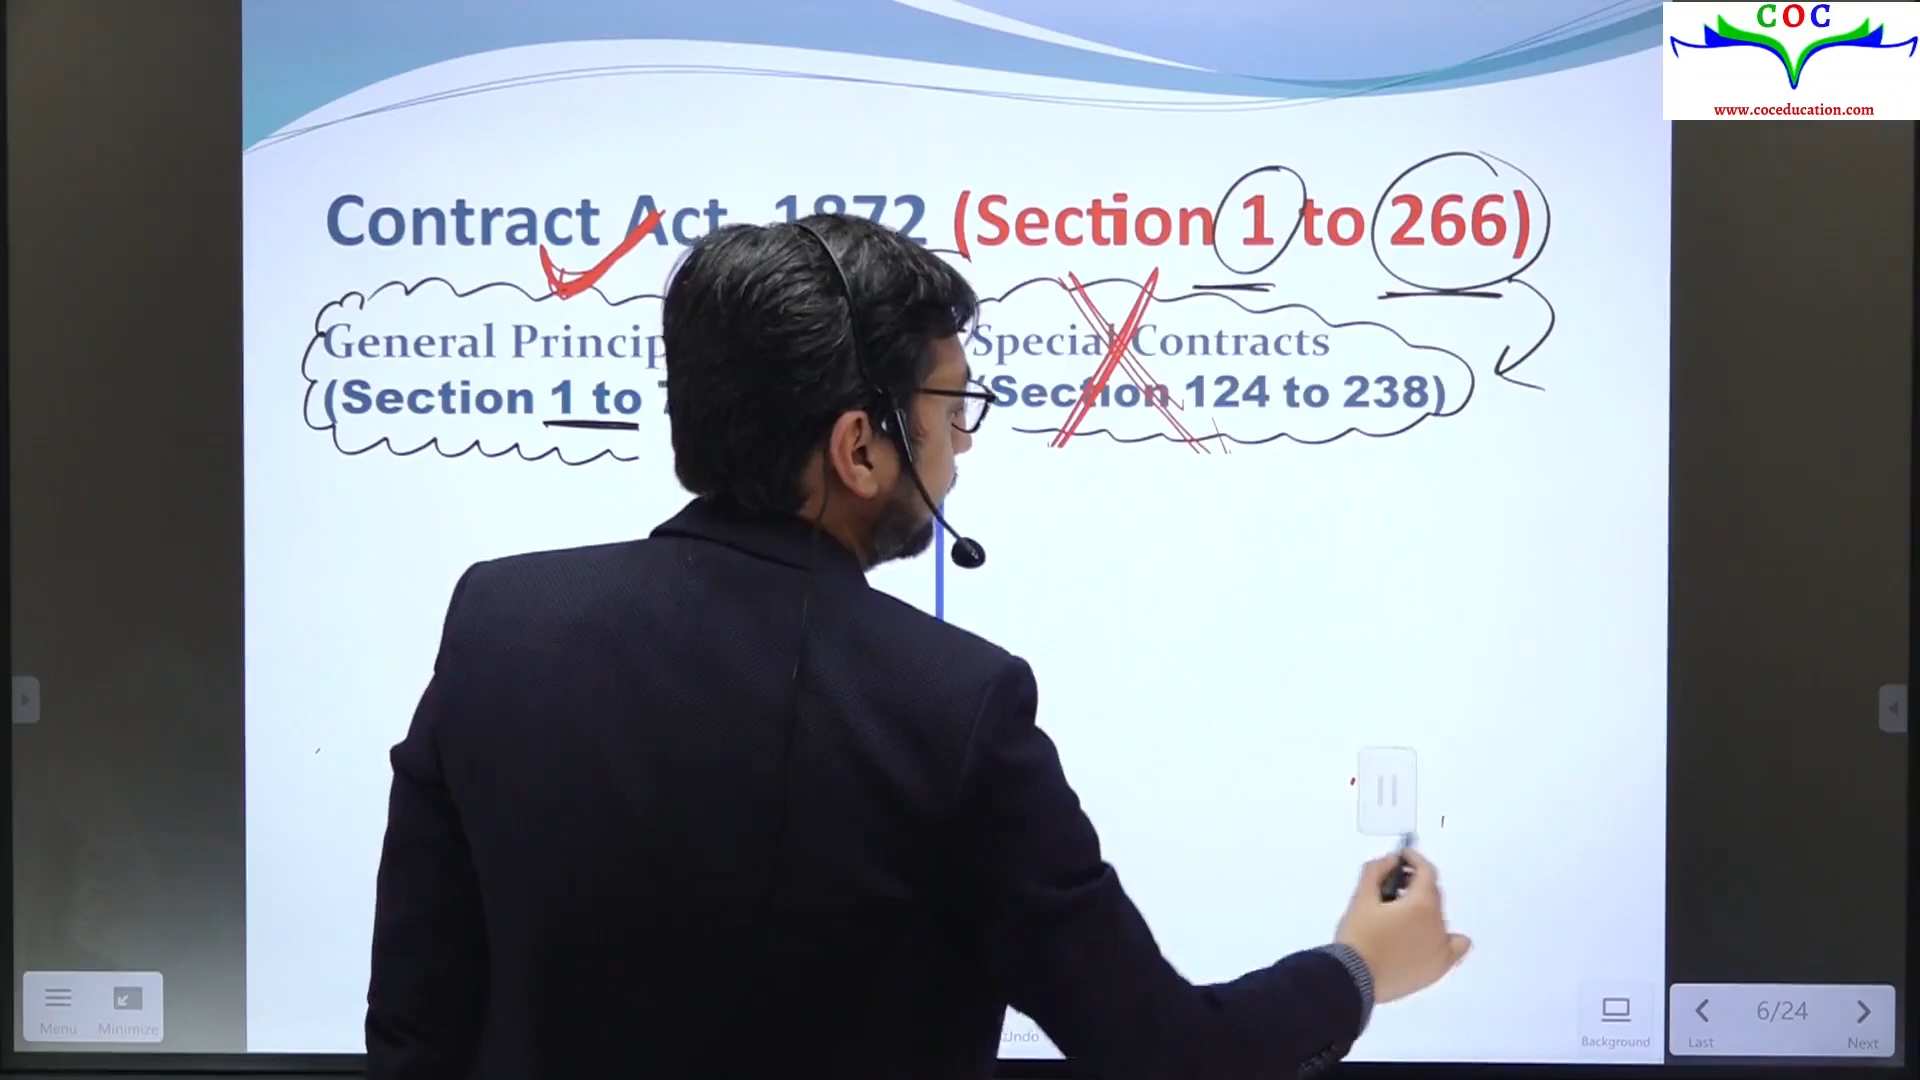 COC
www.coceducation.com
Contract Act, 1872 (Section 1 to 266)
General
Special Contracts
(Section 1 to
(Section 124 to 238)
Menu
Minimize
Undo
Background
6/24
Last
Next